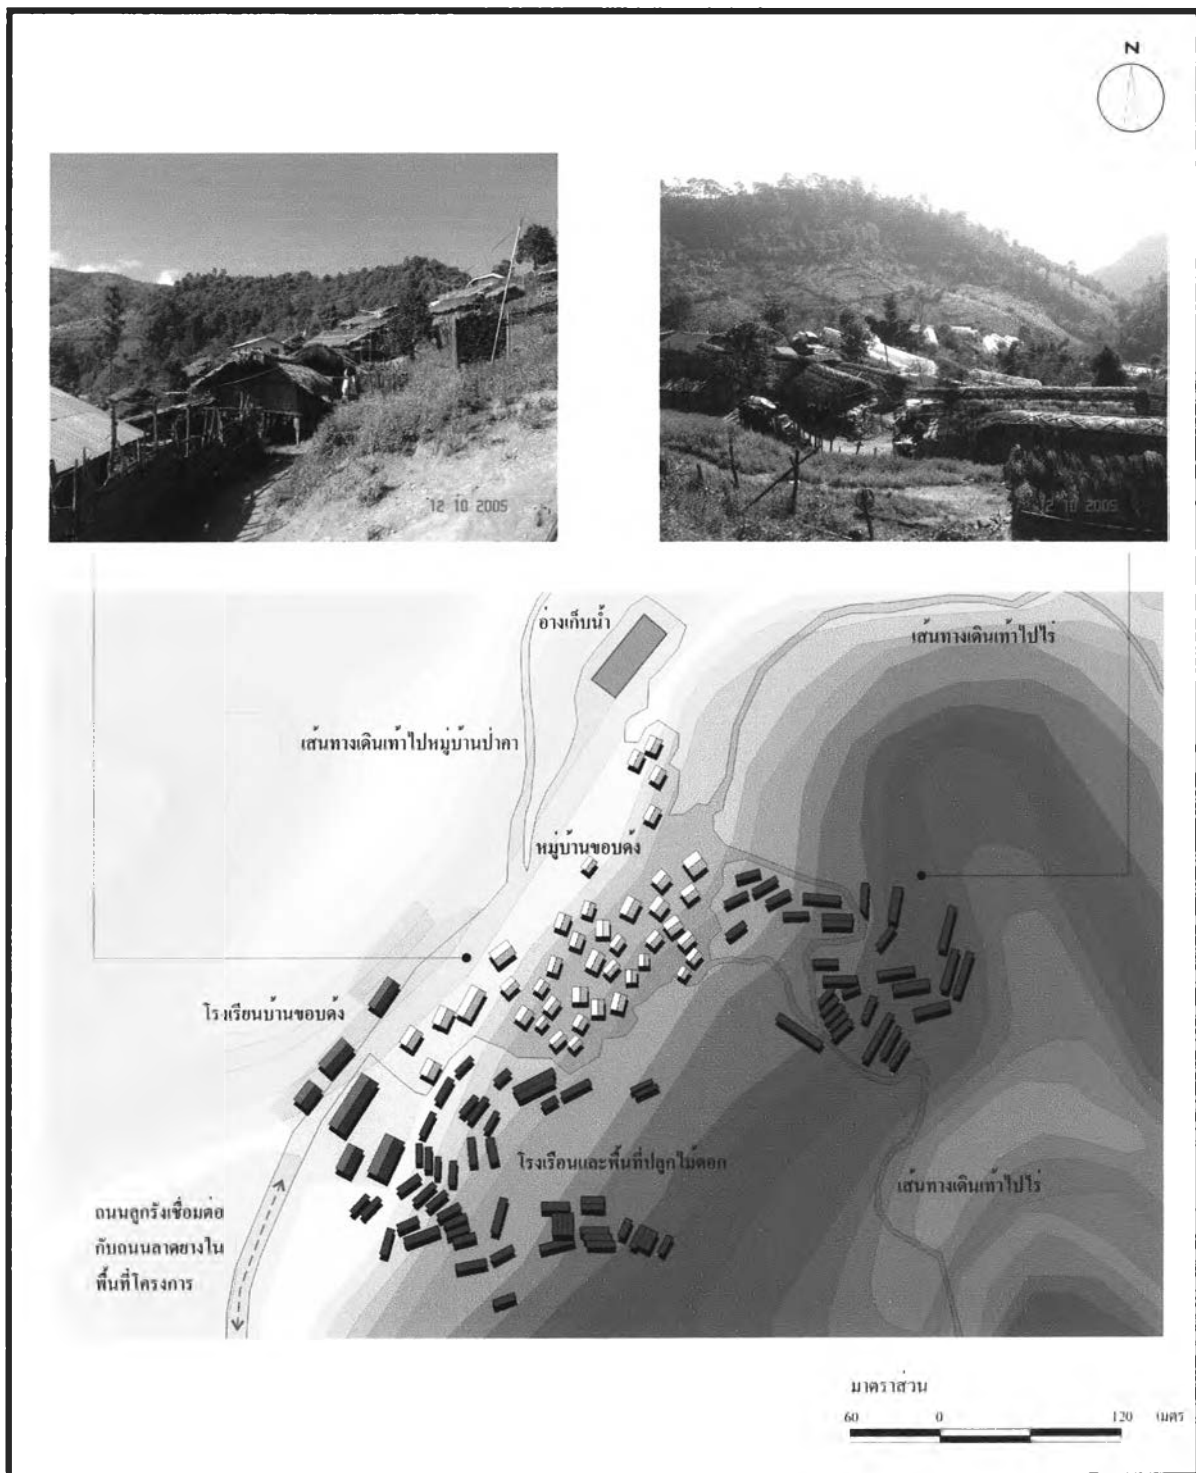 N
12 10 2005
12 10 2005
อ่างเก็บน้ำ
เส้นทางเดินเท้าไปไร่
เส้นทางเดินเท้าไปหมู่บ้านป่าคา
หมู่บ้านขอบด้ง
โรงเรียนบ้านขอบด้ง
โรงเรือนและพื้นที่ปลูกไม้ดอก
เส้นทางเดินเท้าไปไร่
ถนนลูกรังเชื่อมต่อ
กับถนนลาดยางใน
พื้นที่โครงการ
มาตราส่วน
60 0 120 เมตร